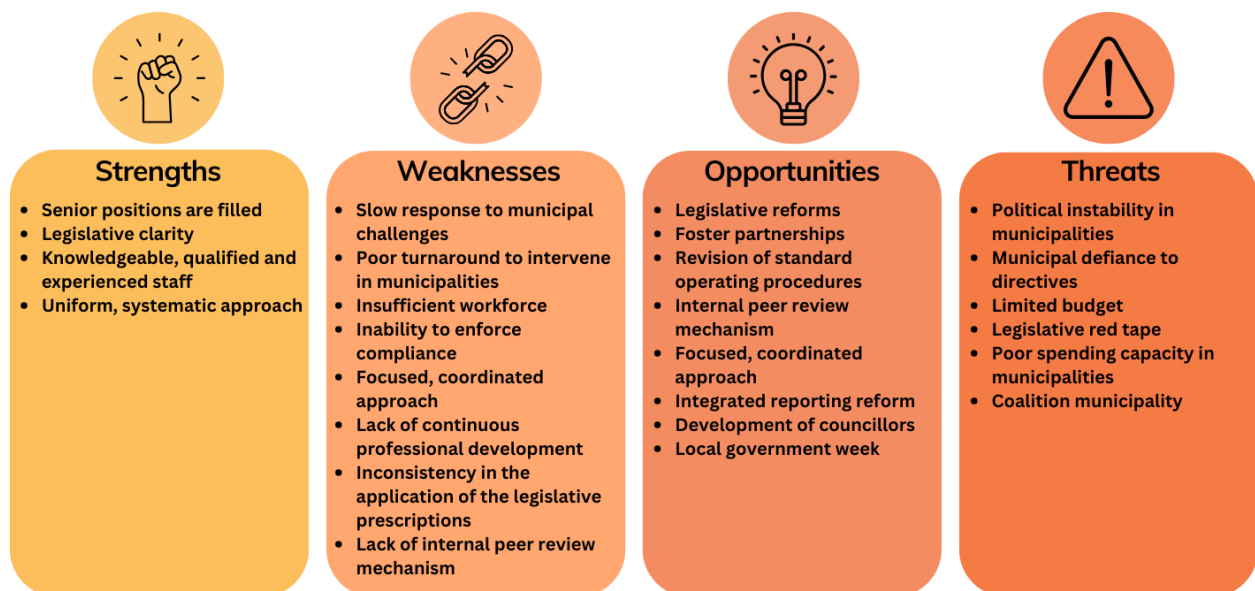 Strengths
• Senior positions are filled
• Legislative clarity
• Knowledgeable, qualified and
experienced staff
• Uniform, systematic approach
Weaknesses
• Slow response to municipal
challenges
• Poor turnaround to intervene
in municipalities
• Insufficient workforce
• Inability to enforce
compliance
• Focused, coordinated
approach
• Lack of continuous
professional development
• Inconsistency in the
application of the legislative
prescriptions
• Lack of internal peer review
mechanism
Opportunities
• Legislative reforms
• Foster partnerships
• Revision of standard
operating procedures
• Internal peer review
mechanism
• Focused, coordinated
approach
• Integrated reporting reform
• Development of councillors
• Local government week
Threats
• Political instability in
municipalities
• Municipal defiance to
directives
• Limited budget
• Legislative red tape
• Poor spending capacity in
municipalities
• Coalition municipality